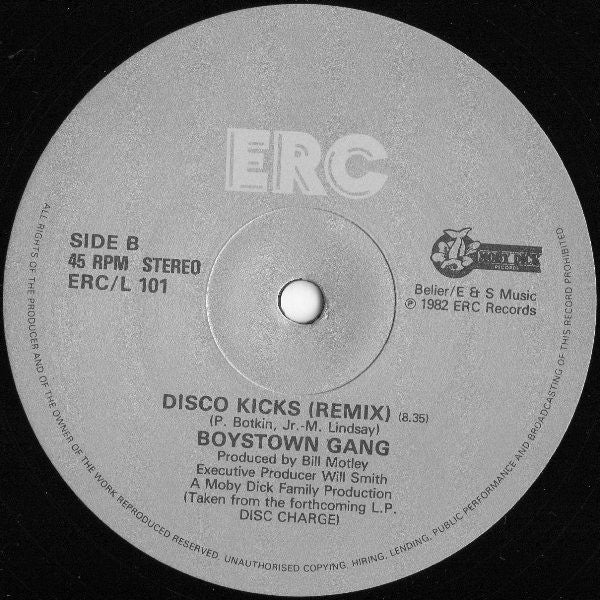 ERC
SIDE B
45 RPM STEREO
ERC/L 101
MOBY DICK
RECORDS
Belier/E & S Music
℗ 1982 ERC Records
DISCO KICKS (REMIX) (8.35)
(P. Botkin, Jr.-M. Lindsay)
BOYSTOWN GANG
Produced by Bill Motley
Executive Producer Will Smith
A Moby Dick Family Production
(Taken from the forthcoming L.P.
DISC CHARGE)
ALL RIGHTS OF THE PRODUCER AND OF THE OWNER OF THE WORK REPRODUCED RESERVED. UNAUTHORISED COPYING, HIRING, LENDING, PUBLIC PERFORMANCE AND BROADCASTING OF THIS RECORD PROHIBITED